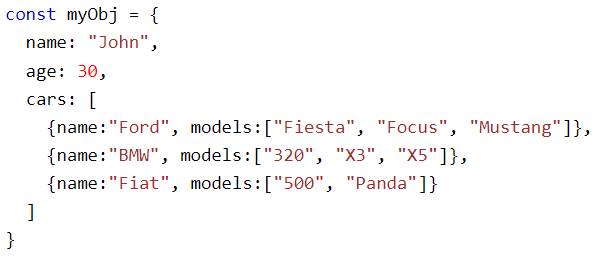 const myObj = {
  name: "John",
  age: 30,
  cars: [
    {name:"Ford", models:["Fiesta", "Focus", "Mustang"]},
    {name:"BMW", models:["320", "X3", "X5"]},
    {name:"Fiat", models:["500", "Panda"]}
  ]
}